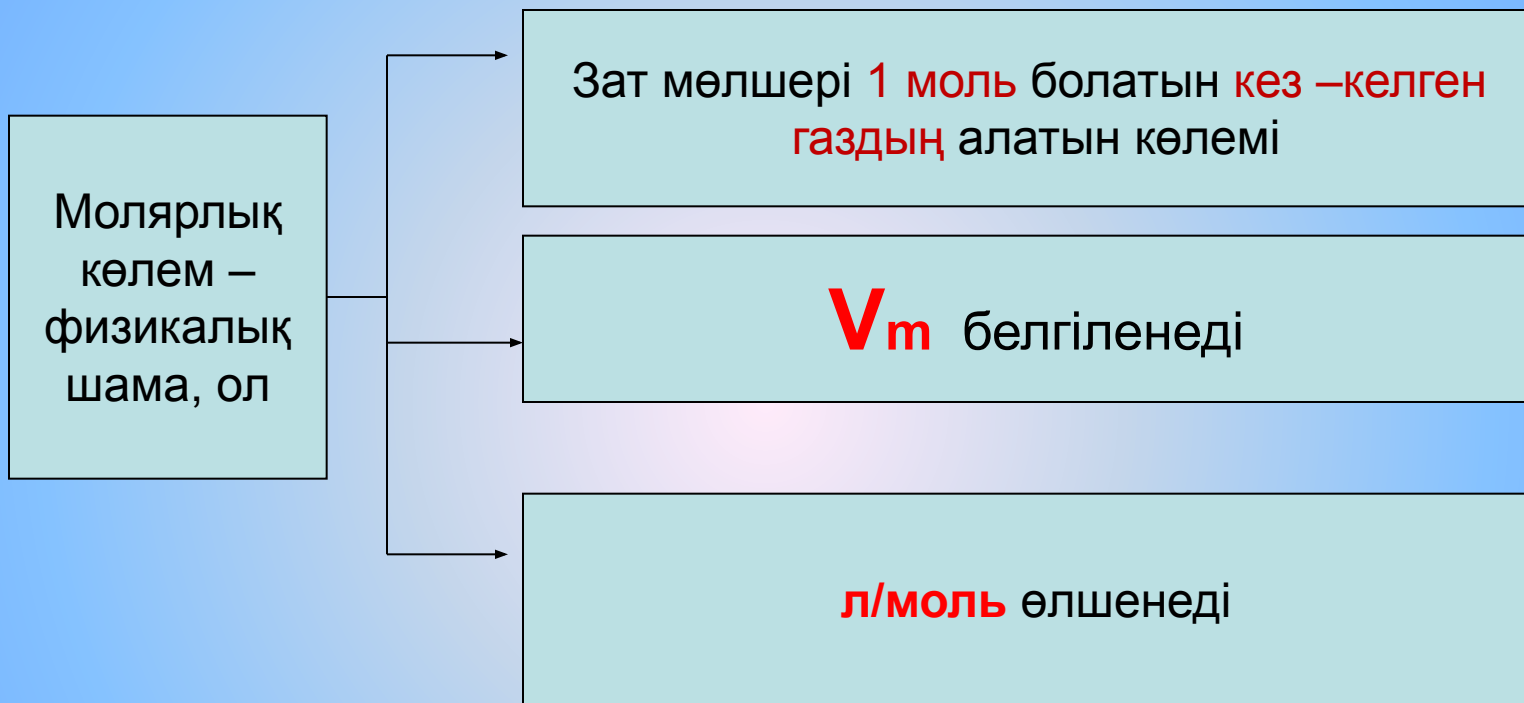 Молярлық
көлем –
физикалық
шама, ол
Зат мөлшері 1 моль болатын кез –келген
газдың алатын көлемі
Vm белгіленеді
л/моль өлшенеді